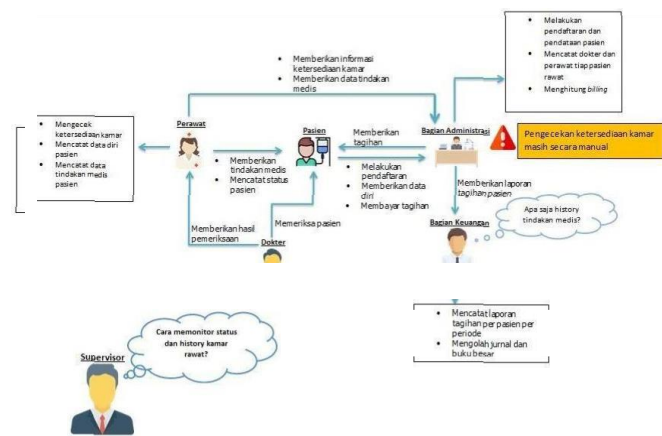 • Melakukan
pendaftaran dan
pendataan pasien
• Mencatat dokter dan
perawat tiap pasien
rawat
• Menghitung billing
• Memberikan informasi
ketersediaan kamar
• Memberikan data tindakan
medis
• Mengecek
ketersediaan kamar
• Mencatat data diri
pasien
• Mencatat data
tindakan medis
pasien
Perawat
Pasien
Memberikan
tagihan
Bagian Administrasi
Pengecekan ketersediaan kamar
masih secara manual
• Memberikan
tindakan medis
• Mencatat status
pasien
• Melakukan
pendaftaran
• Memberikan data
diri
• Membayar tagihan
Memberikan laporan
tagihan pasien
Memberikan hasil
pemeriksaan
Memeriksa pasien
Dokter
Bagian Keuangan
Apa saja history
tindakan medis?
• Mencatat laporan
tagihan per pasien per
periode
• Mengolah jurnal dan
buku besar
Supervisor
Cara memonitor status
dan history kamar
rawat?